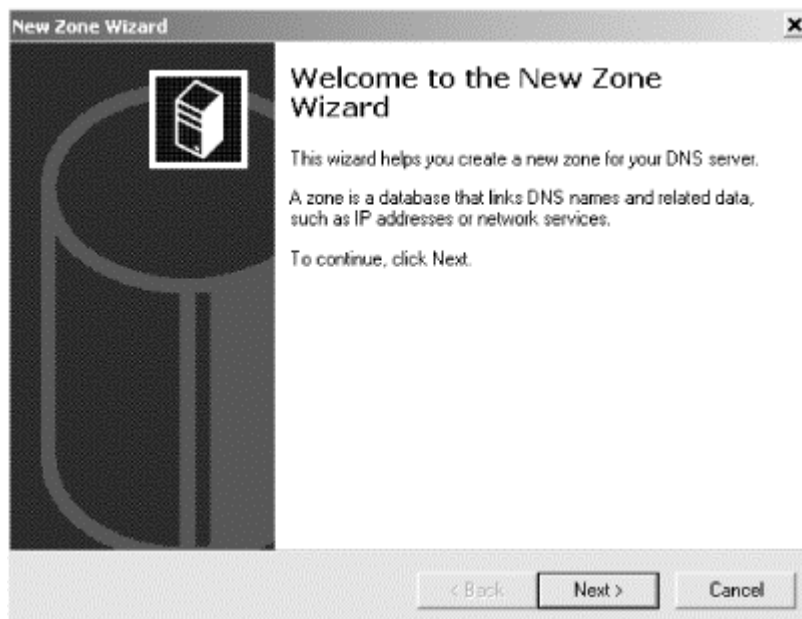 New Zone Wizard
Welcome to the New Zone
Wizard
This wizard helps you create a new zone for your DNS server.
A zone is a database that links DNS names and related data,
such as IP addresses or network services.
To continue, click Next.
< Back
Next >
Cancel